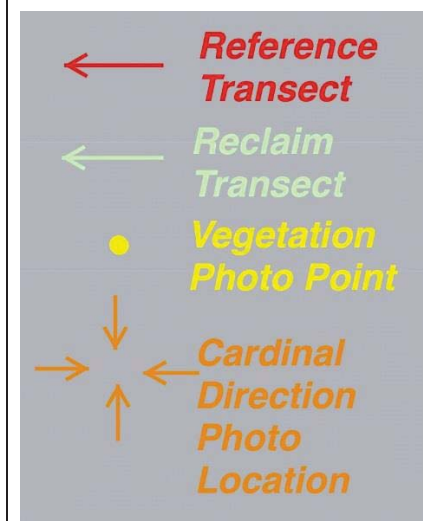 Reference
Transect
Reclaim
Transect
Vegetation
Photo Point
Cardinal
Direction
Photo
Location